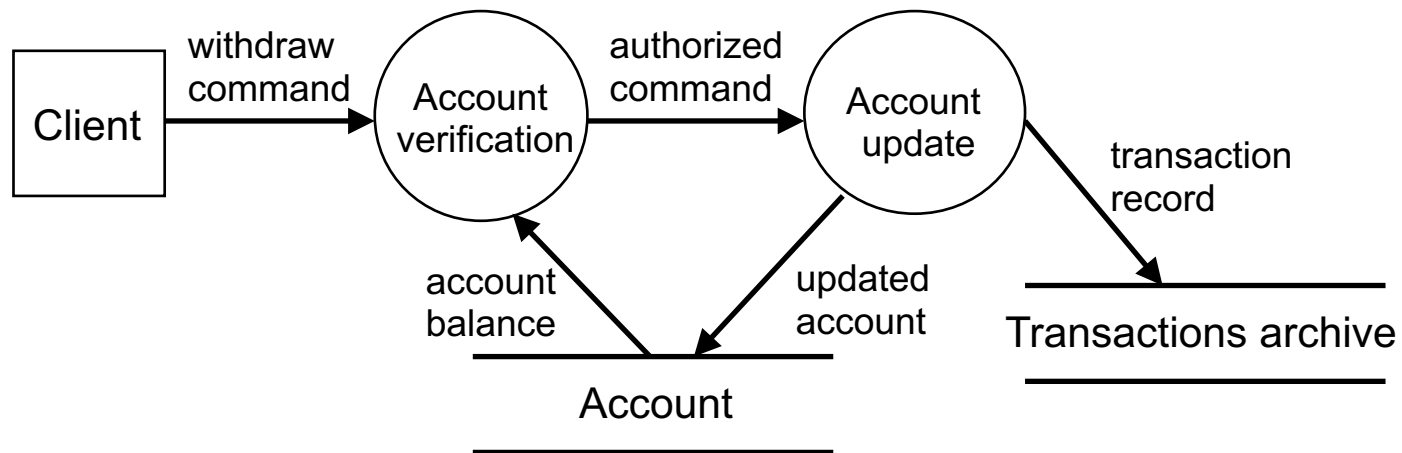 withdraw
command
authorized
command
Client
Account
verification
Account
update
transaction
record
account
balance
updated
account
Transactions archive
Account